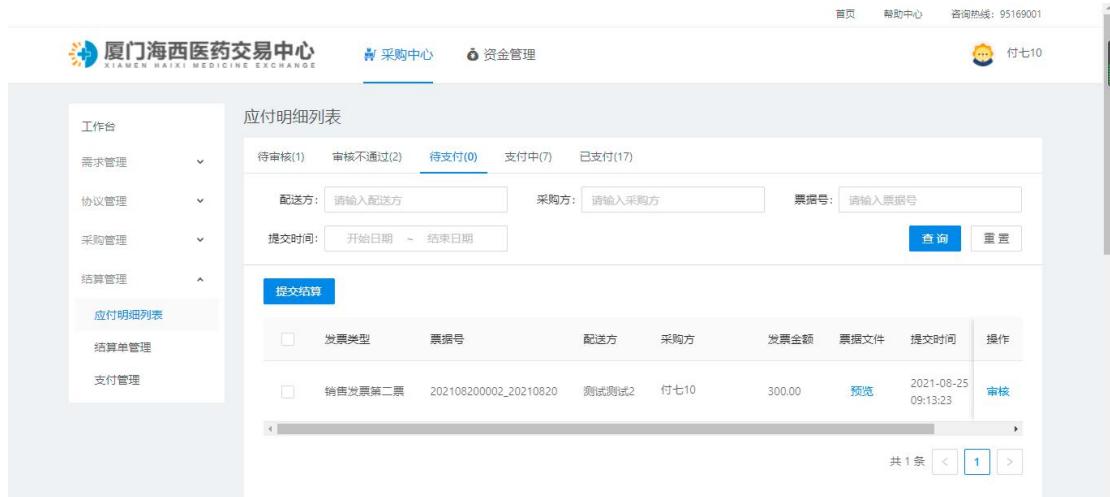 首页 帮助中心 咨询热线：95169001
厦门海西医药交易中心 采购中心 资金管理 付七10
XIAMEN HAIXI MEDICINE EXCHANGE
工作台
需求管理
协议管理
采购管理
结算管理
应付明细列表
结算单管理
支付管理
应付明细列表
待审核(1) 审核不通过(2) 待支付(0) 支付中(7) 已支付(17)
配送方： 请输入配送方 采购方： 请输入采购方 票据号： 请输入票据号
提交时间： 开始日期 ~ 结束日期 查询 重置
提交结算
发票类型 票据号 配送方 采购方 发票金额 票据文件 提交时间 操作
销售发票第二票 202108200002_20210820 测试测试2 付七10 300.00 预览 2021-08-25 审核
09:13:23
共1条 < 1 >